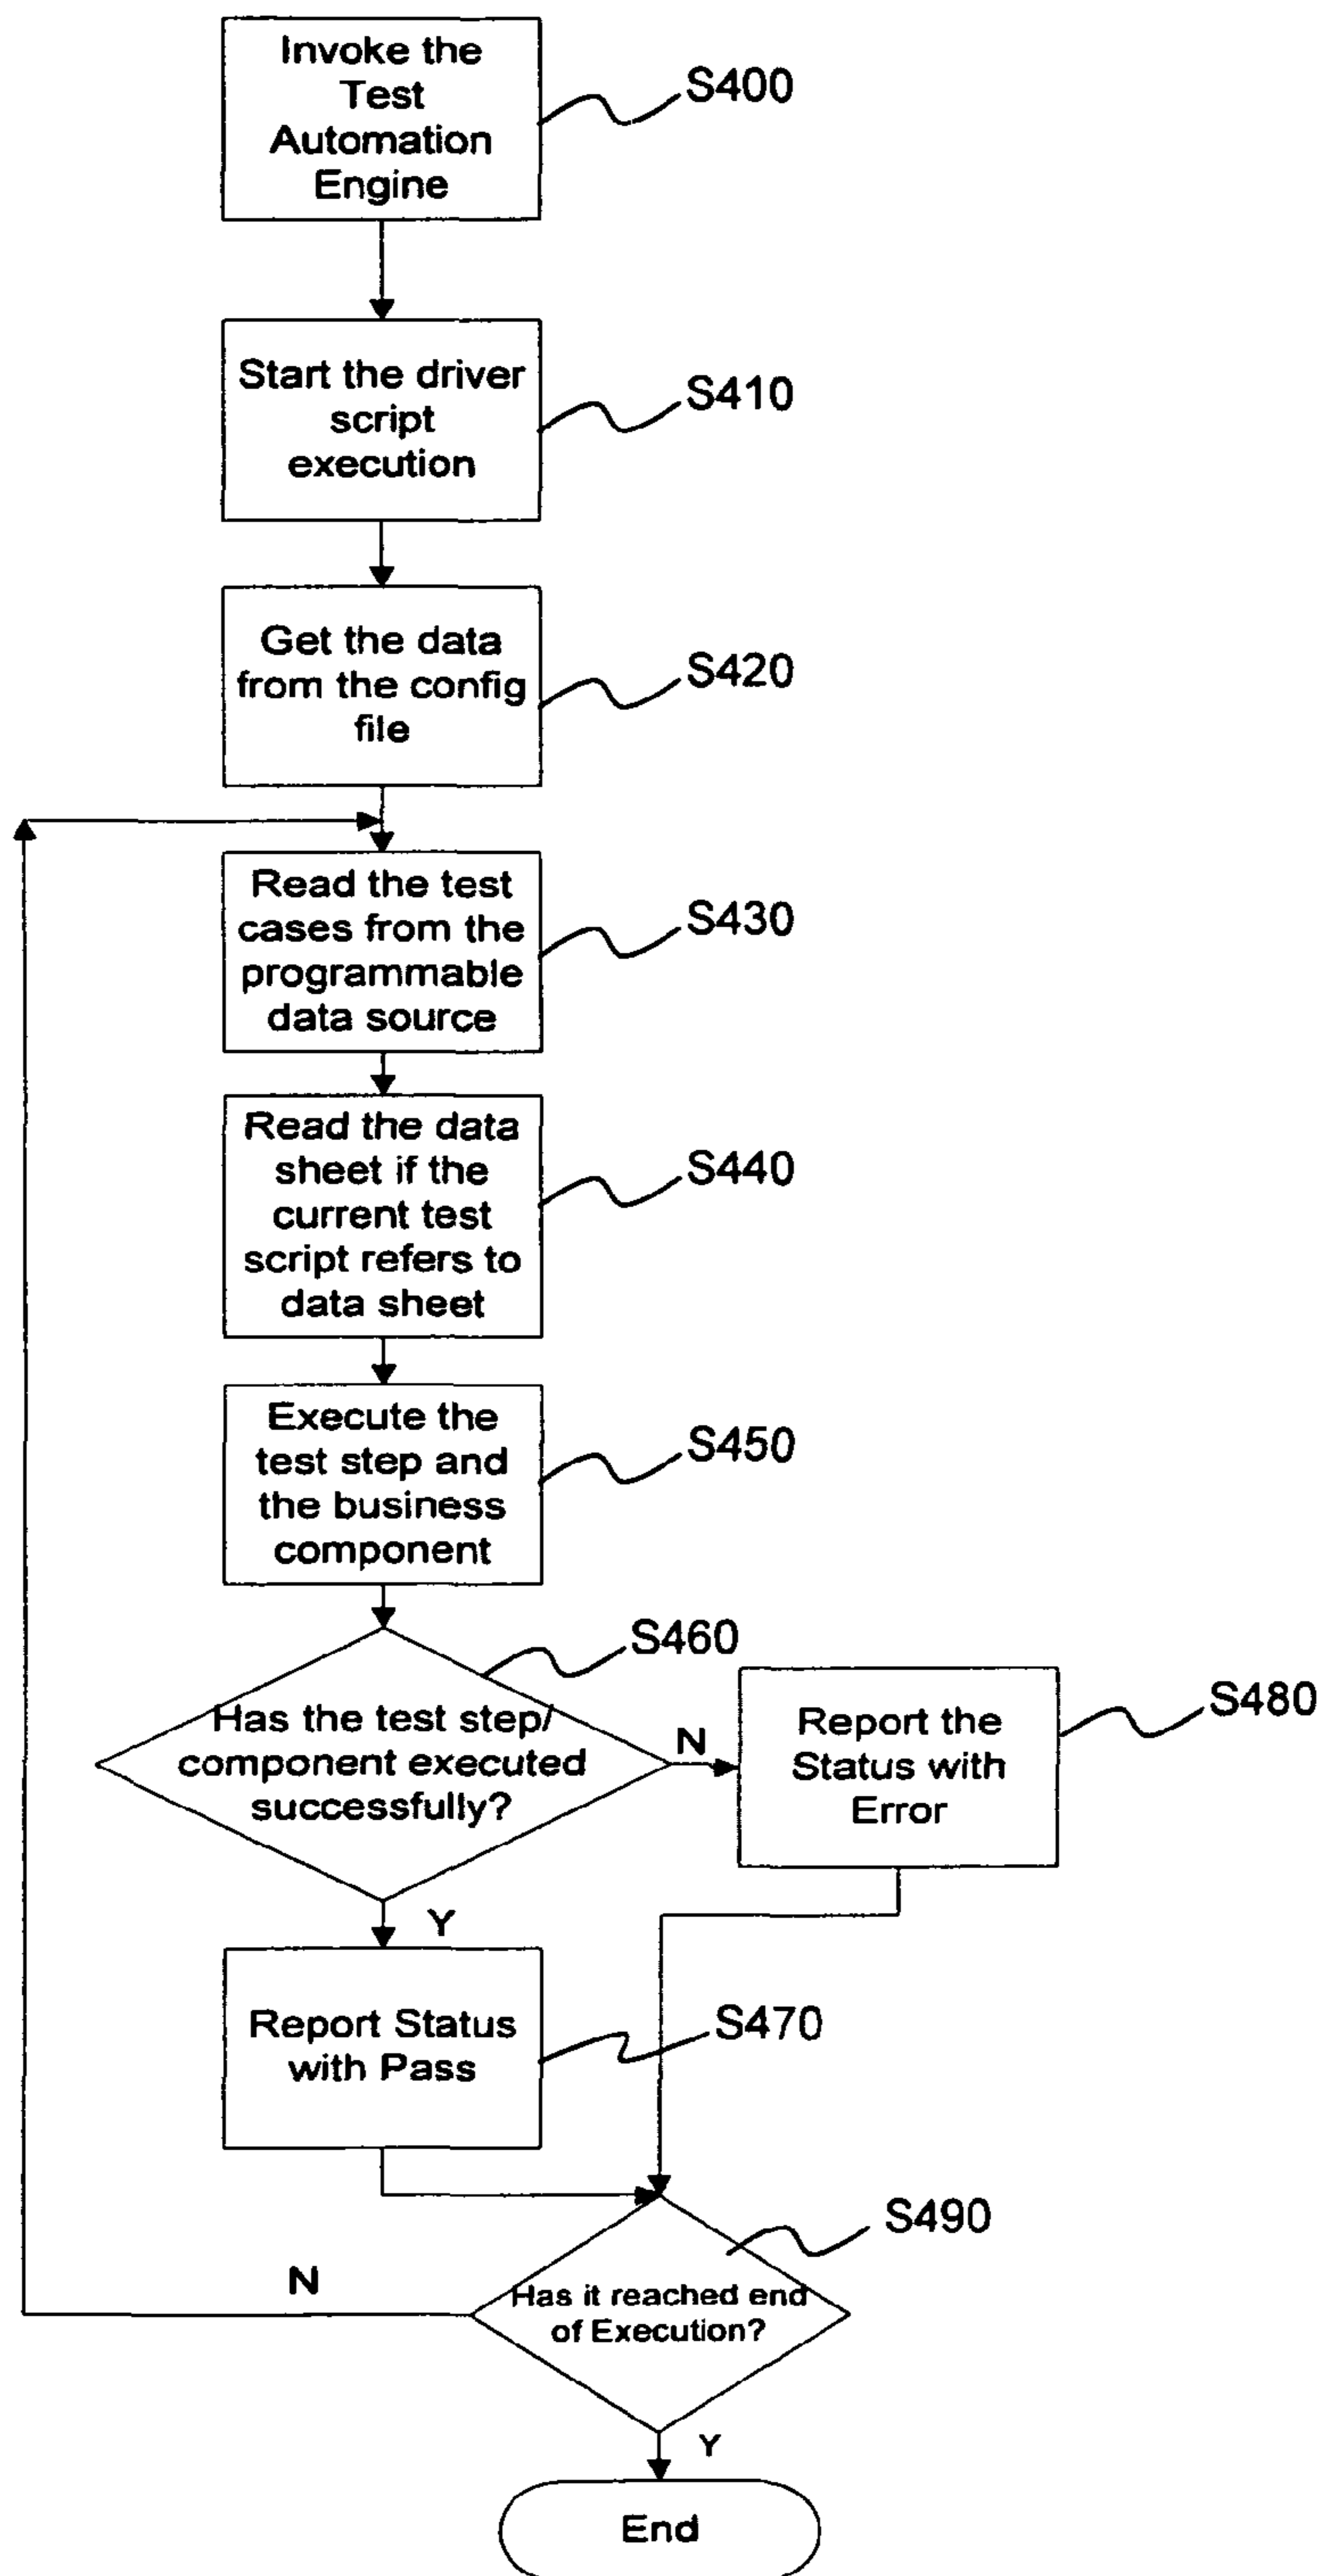 Invoke the
Test
Automation
Engine
S400
Start the driver
script
execution
S410
Get the data
from the config
file
S420
Read the test
cases from the
programmable
data source
S430
Read the data
sheet if the
current test
script refers to
data sheet
S440
Execute the
test step and
the business
component
S450
S460
Has the test step/
component executed
successfully?
N
Report the
Status with
Error
S480
Y
Report Status
with Pass
S470
S490
Has it reached end
of Execution?
N
Y
End